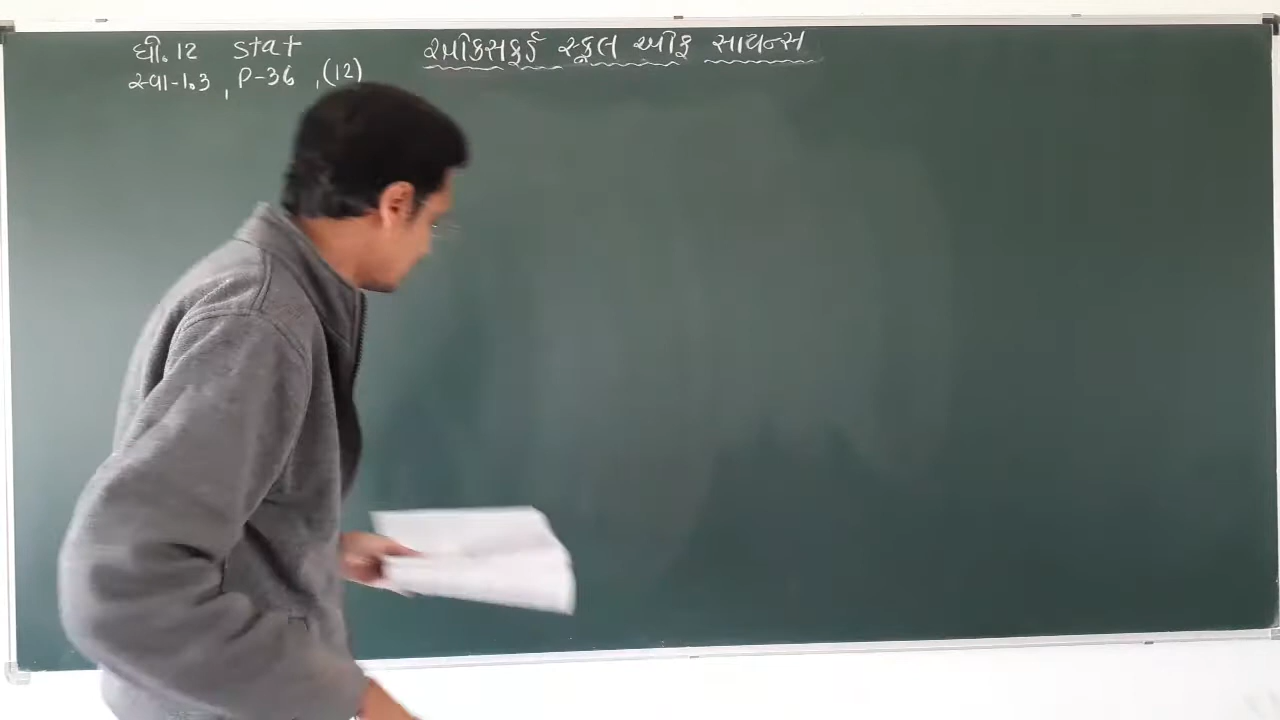 ધો. 12 Stat
સ્વા-1.3, P-36, (12)
ઓકિસફર્ડ સ્કૂલ ઓફ સાયન્સ